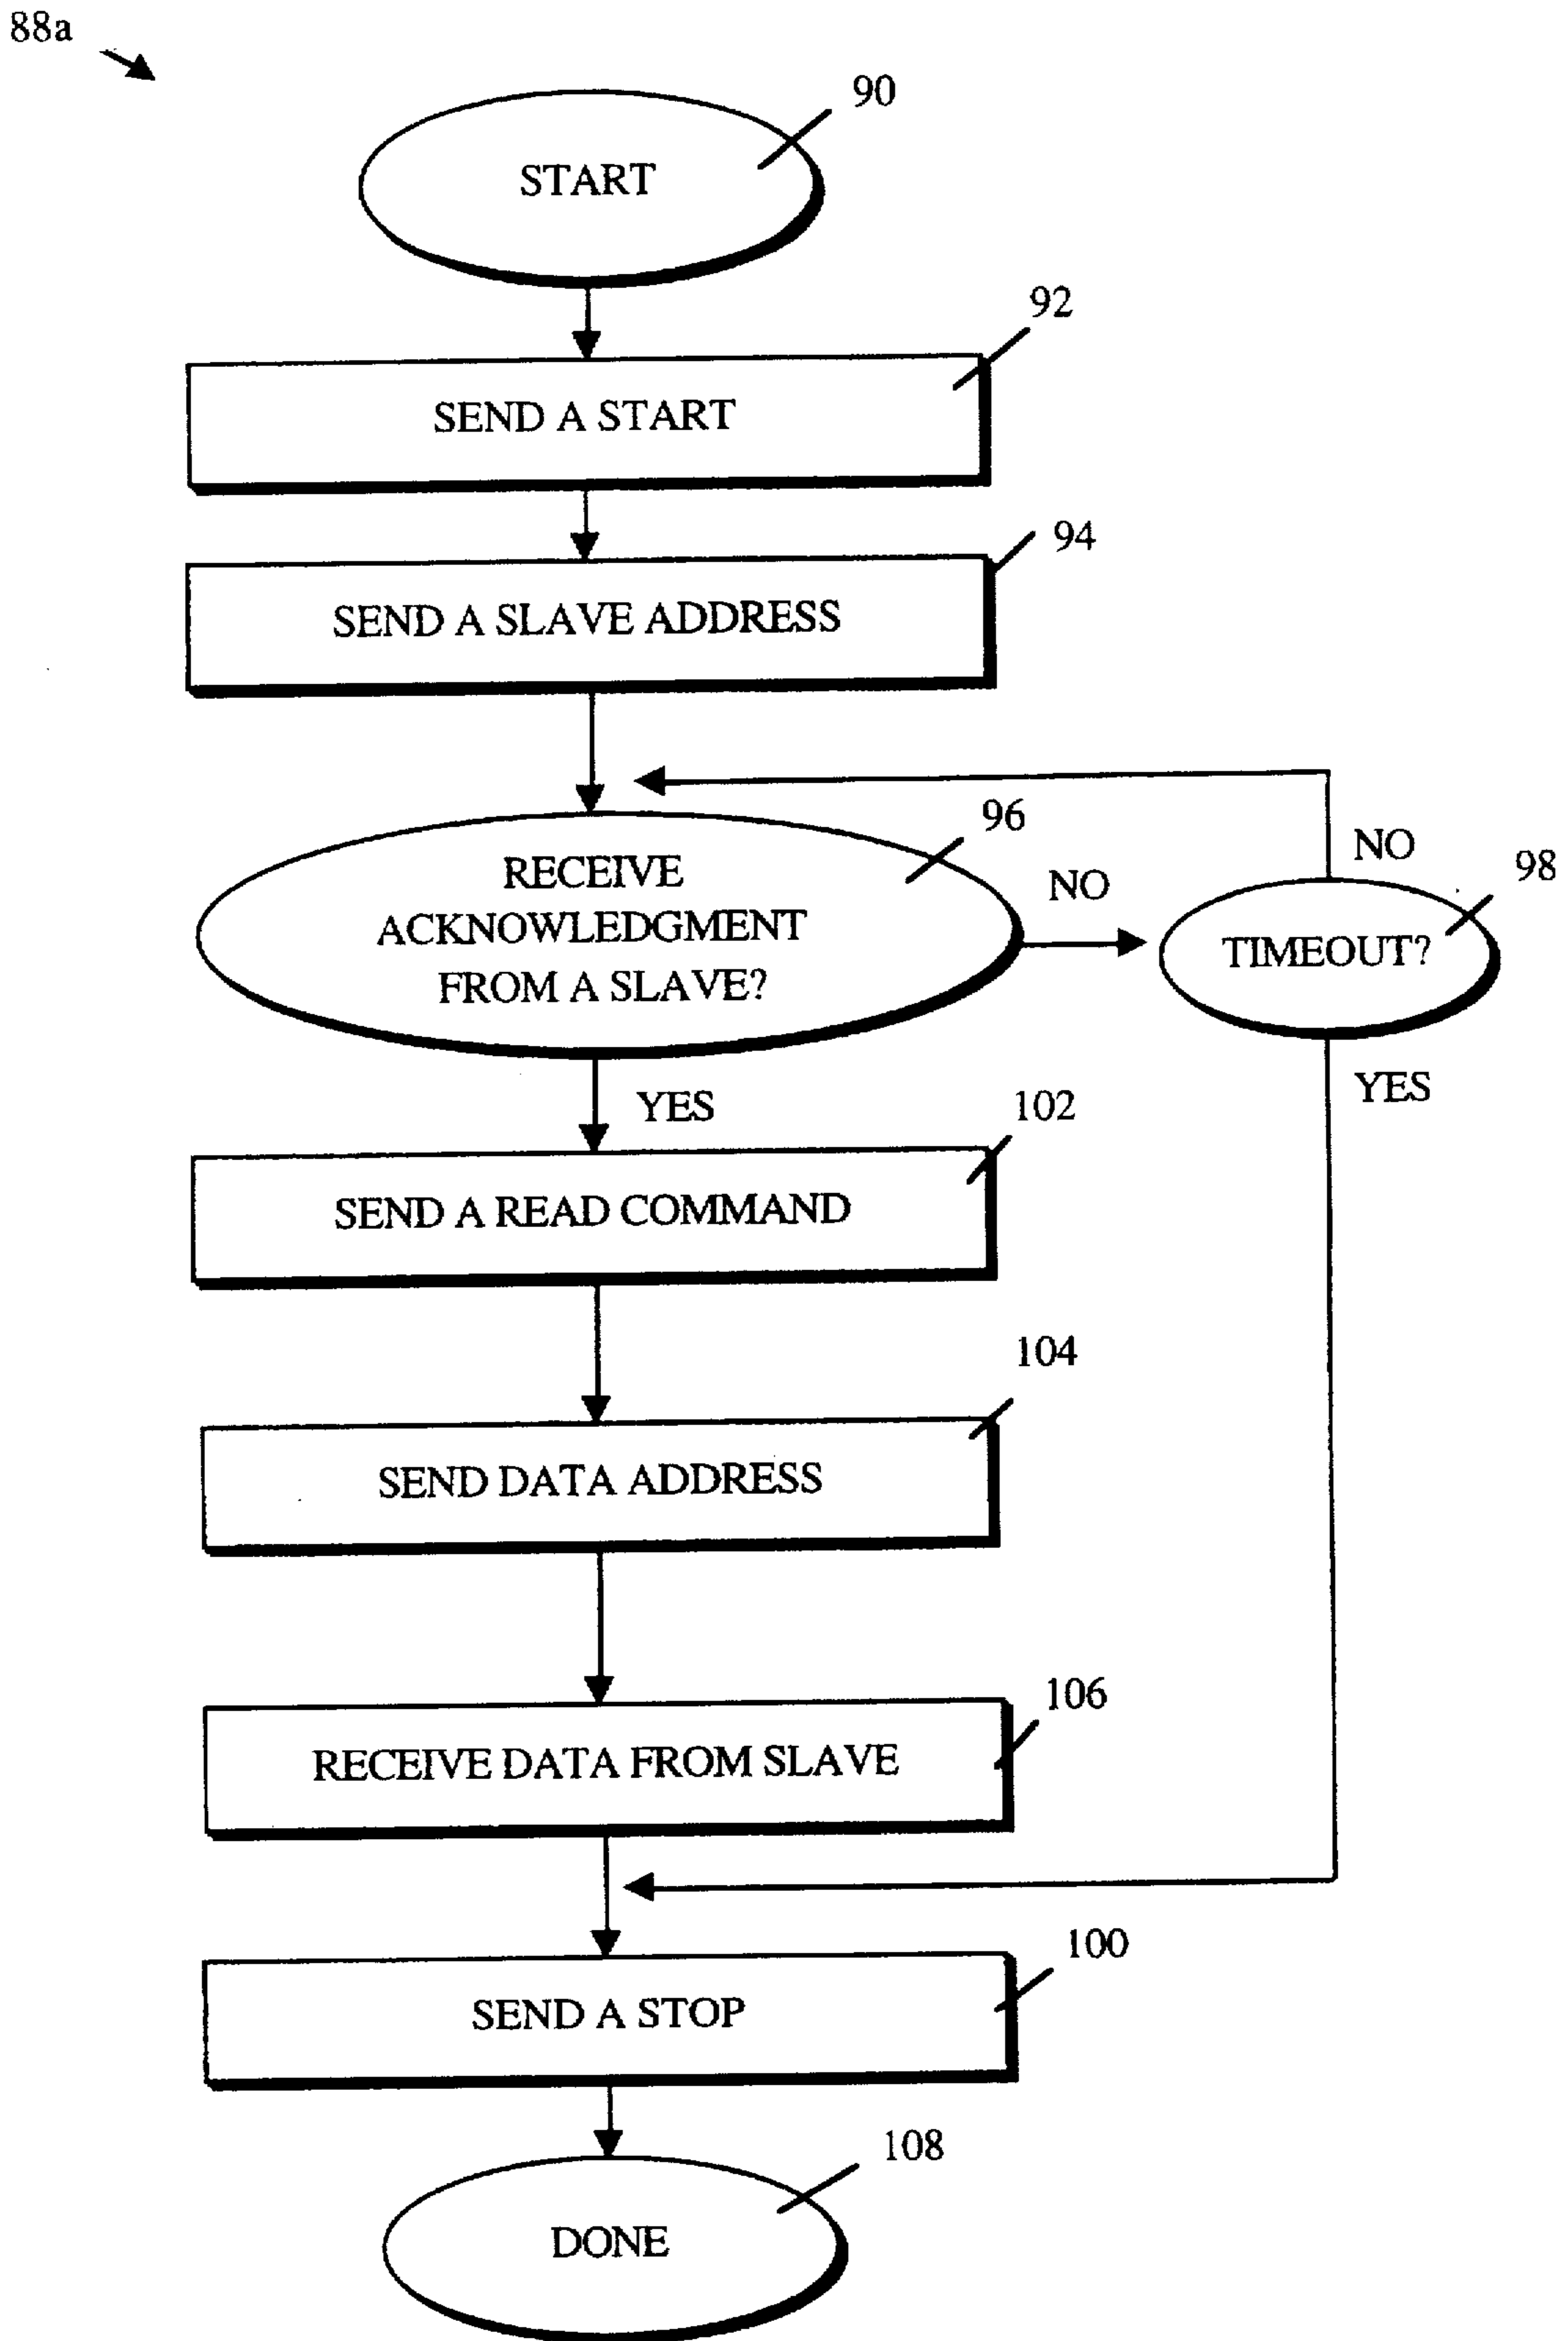 88a
90
START
92
SEND A START
94
SEND A SLAVE ADDRESS
96
RECEIVE
ACKNOWLEDGMENT
FROM A SLAVE?
NO
NO
98
TIMEOUT?
YES
YES
102
SEND A READ COMMAND
104
SEND DATA ADDRESS
106
RECEIVE DATA FROM SLAVE
100
SEND A STOP
108
DONE